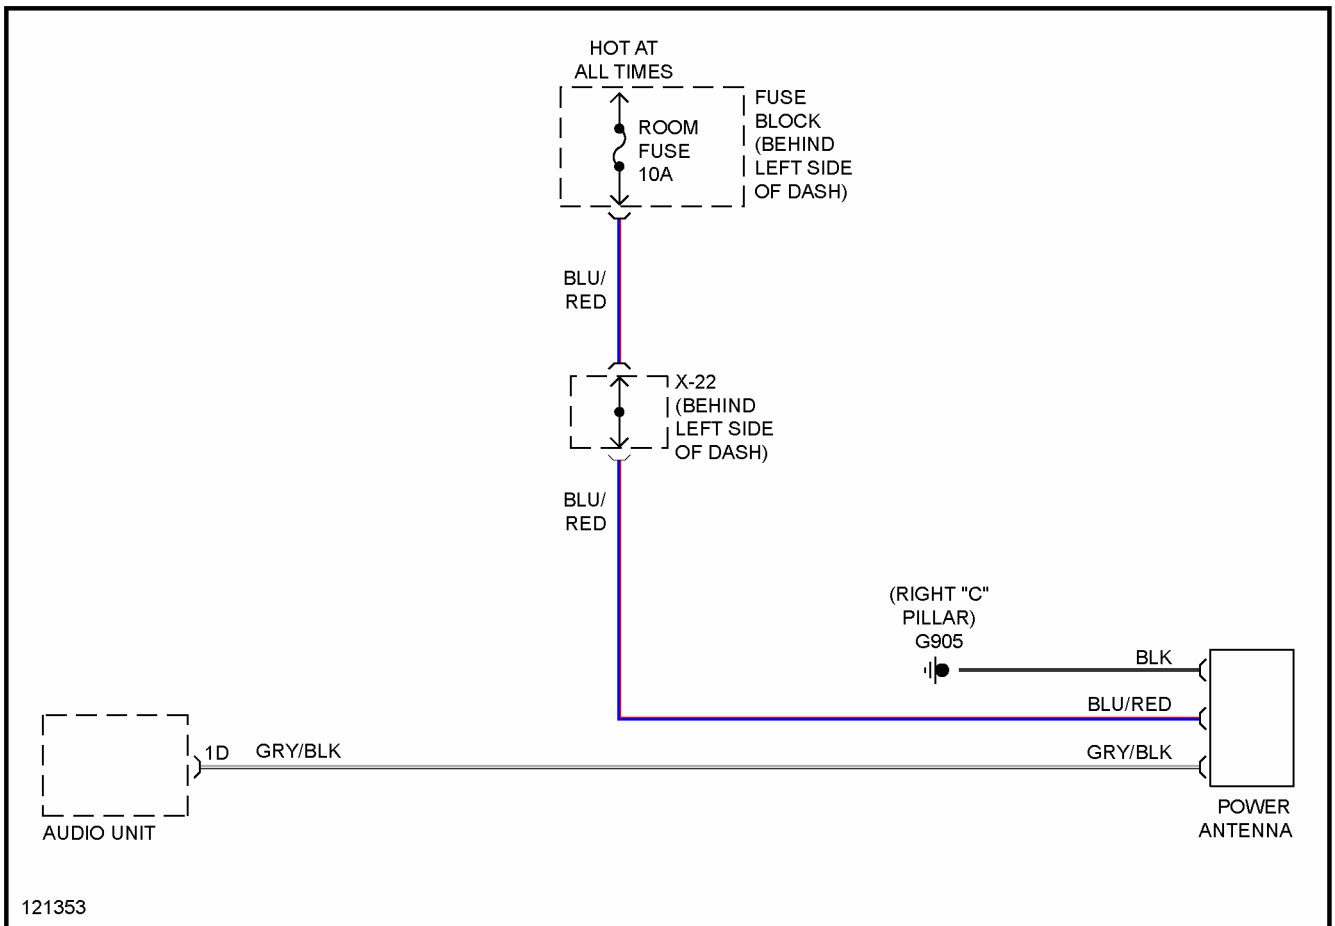 HOT AT
ALL TIMES
FUSE
BLOCK
(BEHIND
LEFT SIDE
OF DASH)
ROOM
FUSE
10A
BLU/
RED
X-22
(BEHIND
LEFT SIDE
OF DASH)
BLU/
RED
(RIGHT "C"
PILLAR)
G905
BLK
BLU/RED
1D GRY/BLK
GRY/BLK
AUDIO UNIT
POWER
ANTENNA
121353